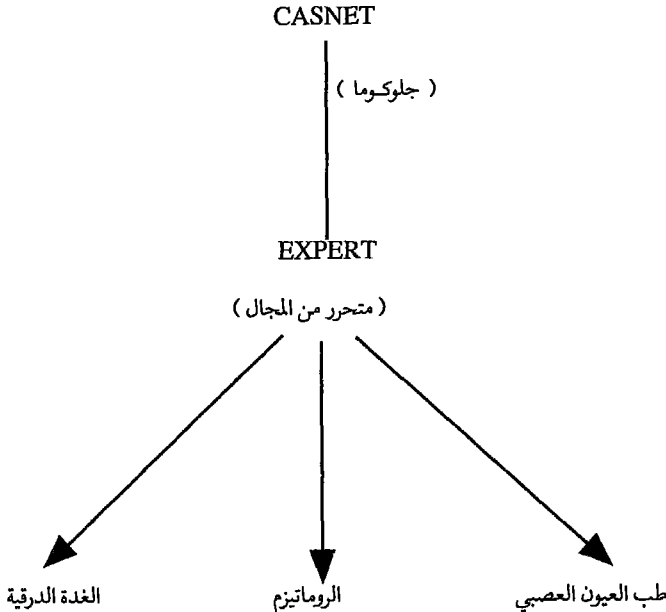 CASNET
( جلوكوما )
EXPERT
( متحرر من المجال )
طب العيون العصبي
الروماتيزم
الغدة الدرقية